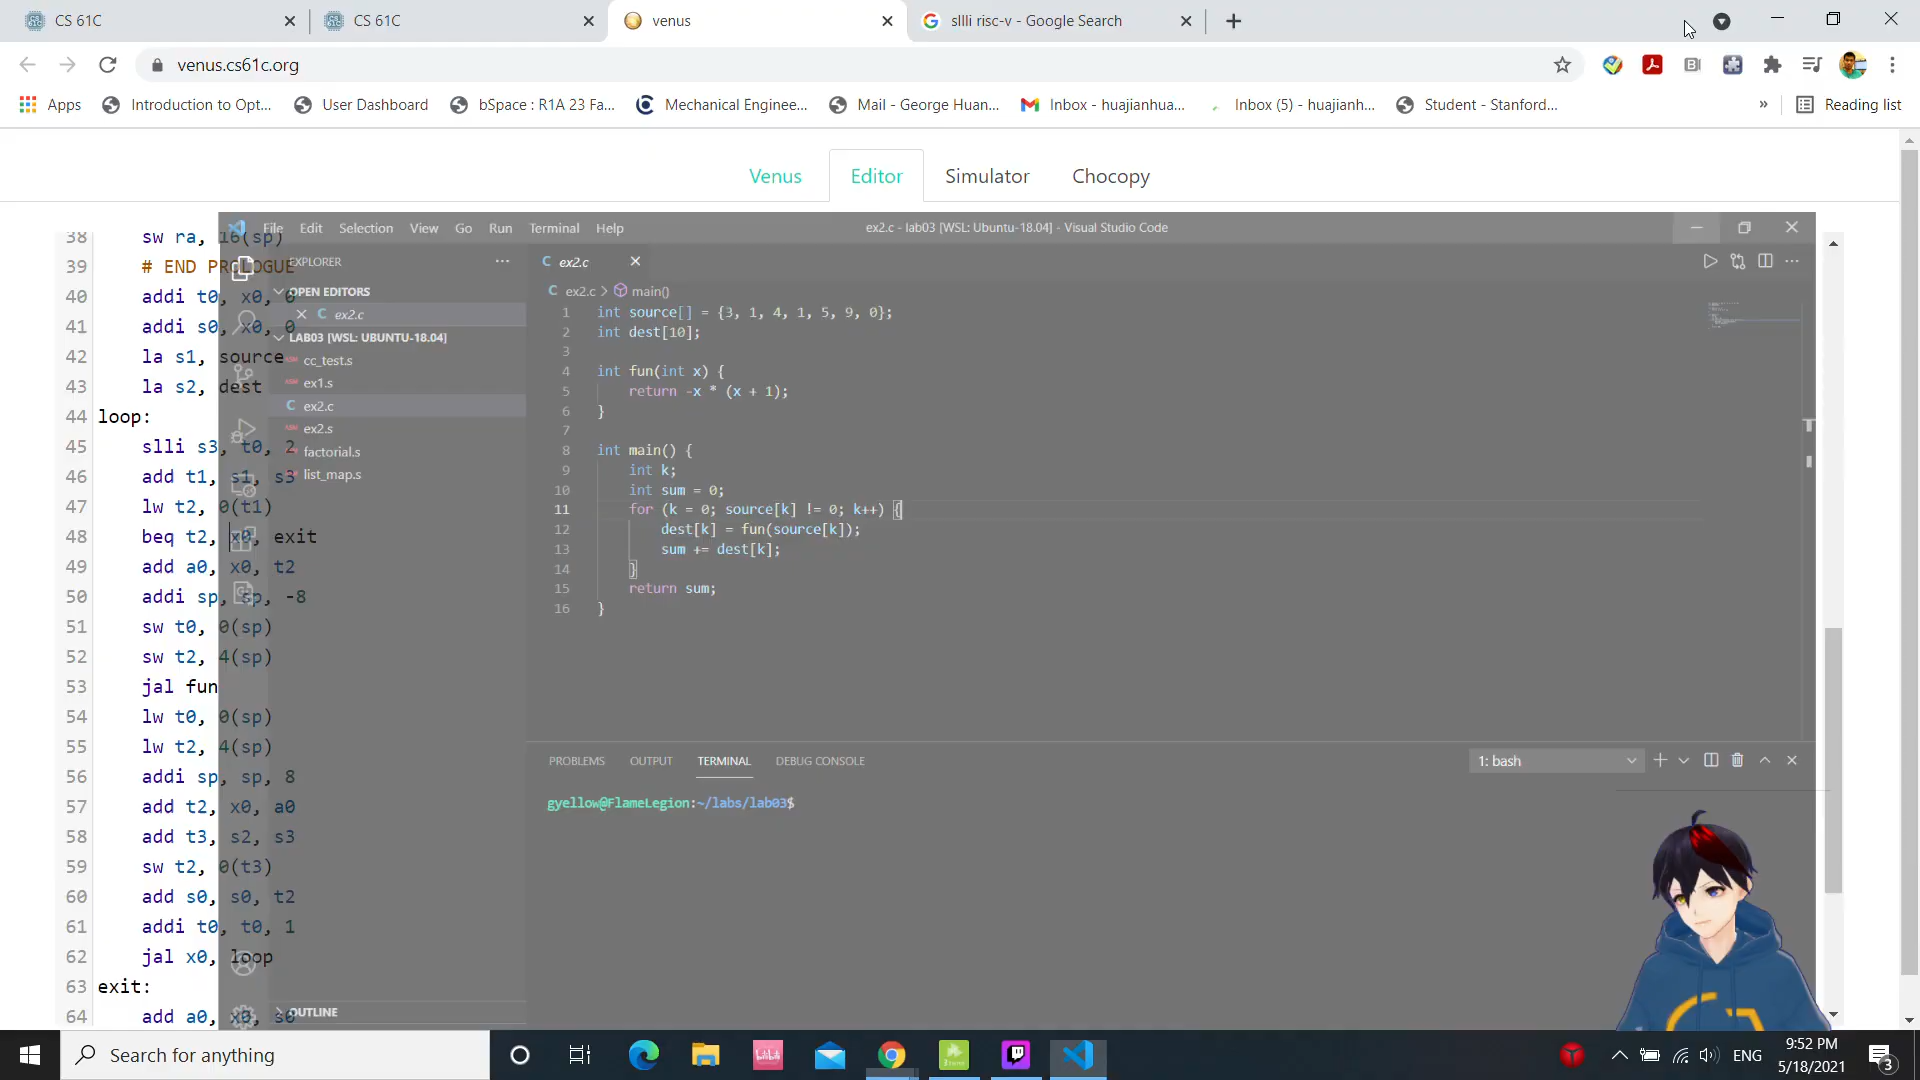 CS 61C
CS 61C
venus
sllli risc-v - Google Search
venus.cs61c.org
Apps
Introduction to Opt...
User Dashboard
bSpace : R1A 23 Fa...
Mechanical Enginee...
Mail - George Huan...
Inbox - huajianhua...
Inbox (5) - huajianh...
Student - Stanford...
»
Reading list
Venus
Editor
Simulator
Chocopy
38 sw ra, 16(sp)
39 # END PROLOGUE
40 addi t0, x0, 0
41 addi s0, x0, 0
42 la s1, source
43 la s2, dest
44 loop:
45 slli s3, t0, 2
46 add t1, s1, s3
47 lw t2, 0(t1)
48 beq t2, x0, exit
49 add a0, x0, t2
50 addi sp, sp, -8
51 sw t0, 0(sp)
52 sw t2, 4(sp)
53 jal fun
54 lw t0, 0(sp)
55 lw t2, 4(sp)
56 addi sp, sp, 8
57 add t2, x0, a0
58 add t3, s2, s3
59 sw t2, 0(t3)
60 add s0, s0, t2
61 addi t0, t0, 1
62 jal x0, loop
63 exit:
64 add a0, x0, s0
File Edit Selection View Go Run Terminal Help
ex2.c - lab03 [WSL: Ubuntu-18.04] - Visual Studio Code
EXPLORER
OPEN EDITORS
C ex2.c
LAB03 [WSL: UBUNTU-18.04]
cc_test.s
ex1.s
C ex2.c
ex2.s
factorial.s
list_map.s
OUTLINE
C ex2.c
C ex2.c > main()
1 int source[] = {3, 1, 4, 1, 5, 9, 0};
2 int dest[10];
3
4 int fun(int x) {
5 return -x * (x + 1);
6 }
7
8 int main() {
9 int k;
10 int sum = 0;
11 for (k = 0; source[k] != 0; k++) {
12 dest[k] = fun(source[k]);
13 sum += dest[k];
14 }
15 return sum;
16 }
PROBLEMS OUTPUT TERMINAL DEBUG CONSOLE
1: bash
gyellow@FlameLegion:~/labs/lab03$
Search for anything
ENG
9:52 PM
5/18/2021
3